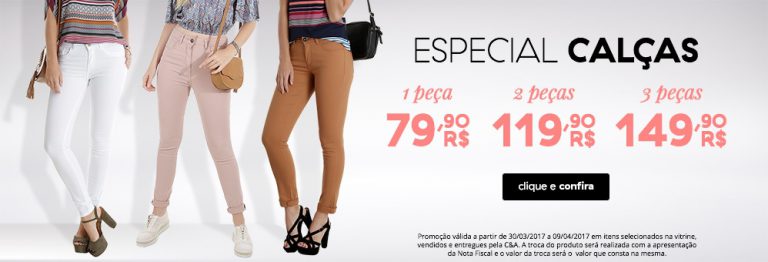 ESPECIAL CALÇAS
1 peça 2 peças 3 peças
79,90 R$ 119,90 R$ 149,90 R$
clique e confira
Promoção válida a partir de 30/03/2017 a 09/04/2017 em itens selecionados na vitrine,
vendidos e entregues pela C&A. A troca do produto será realizada com a apresentação
da Nota Fiscal e o valor da troca será o valor que consta na mesma.